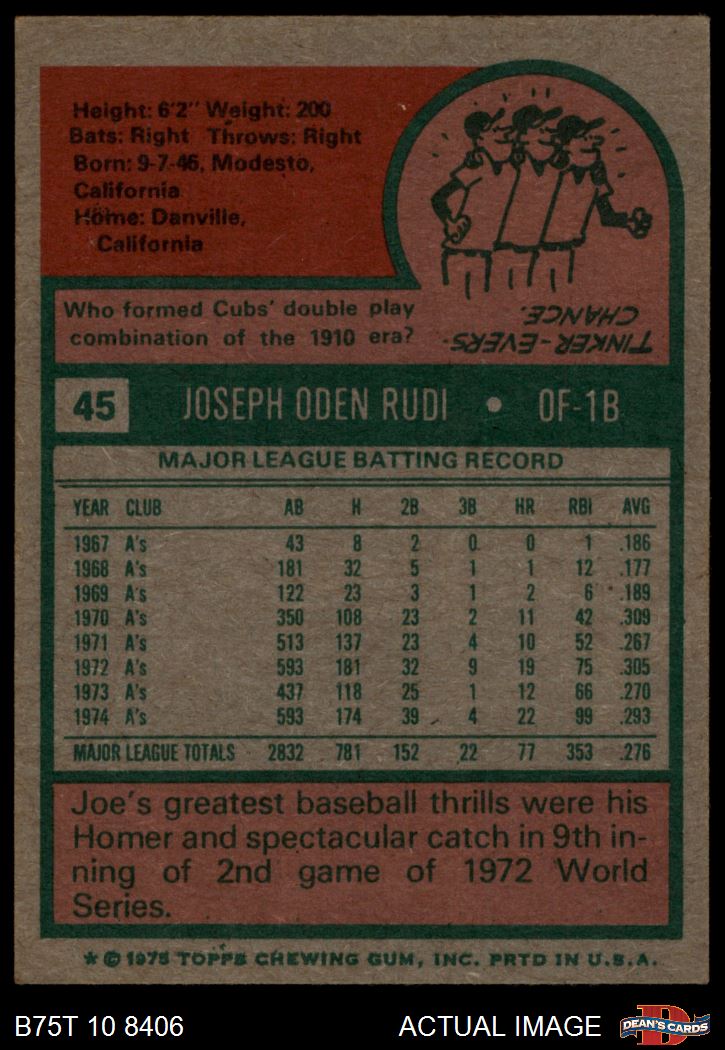 Height: 6'2" Weight: 200
Bats: Right Throws: Right
Born: 9-7-46, Modesto,
California
Home: Danville,
California
Who formed Cubs' double play
combination of the 1910 era?
TINKER-EVERS-
CHANCE.
45 JOSEPH ODEN RUDI • OF-1B
MAJOR LEAGUE BATTING RECORD
YEAR CLUB AB H 2B 3B HR RBI AVG
1967 A's 43 8 2 0 0 1 .186
1968 A's 181 32 5 1 1 12 .177
1969 A's 122 23 3 1 2 6 .189
1970 A's 350 108 23 2 11 42 .309
1971 A's 513 137 23 4 10 52 .267
1972 A's 593 181 32 9 19 75 .305
1973 A's 437 118 25 1 12 66 .270
1974 A's 593 174 39 4 22 99 .293
MAJOR LEAGUE TOTALS 2832 781 152 22 77 353 .276
Joe's greatest baseball thrills were his
Homer and spectacular catch in 9th in-
ning of 2nd game of 1972 World
Series.
★ © 1975 TOPPS CHEWING GUM, INC. PRTD IN U.S.A.
B75T 10 8406 ACTUAL IMAGE D DEAN'S CARDS